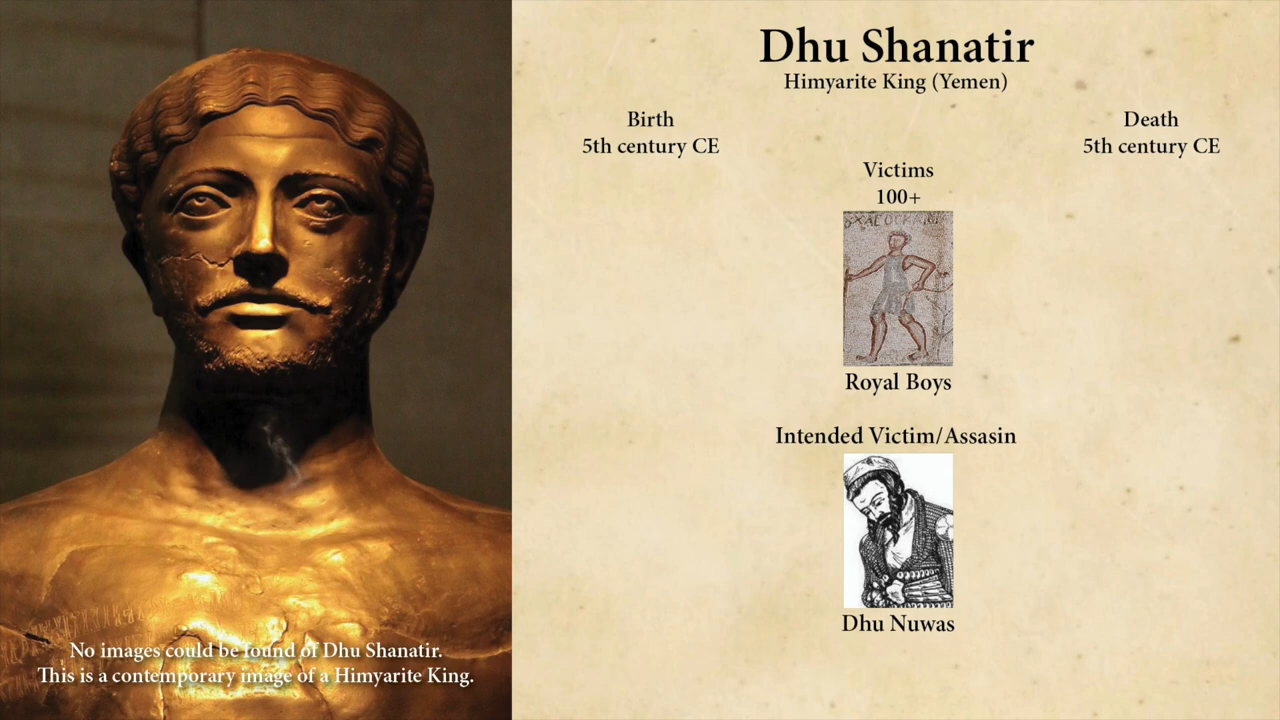 Dhu Shanatir
Himyarite King (Yemen)
Birth
5th century CE
Death
5th century CE
Victims
100+
Royal Boys
Intended Victim/Assasin
Dhu Nuwas
No images could be found of Dhu Shanatir.
This is a contemporary image of a Himyarite King.